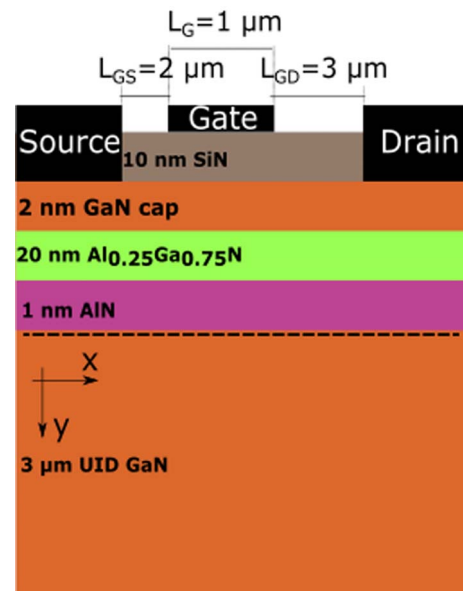 L_G=1 µm
L_GS=2 µm L_GD=3 µm
Gate
Source Drain
10 nm SiN
2 nm GaN cap
20 nm Al0.25Ga0.75N
1 nm AlN
x
y
3 µm UID GaN